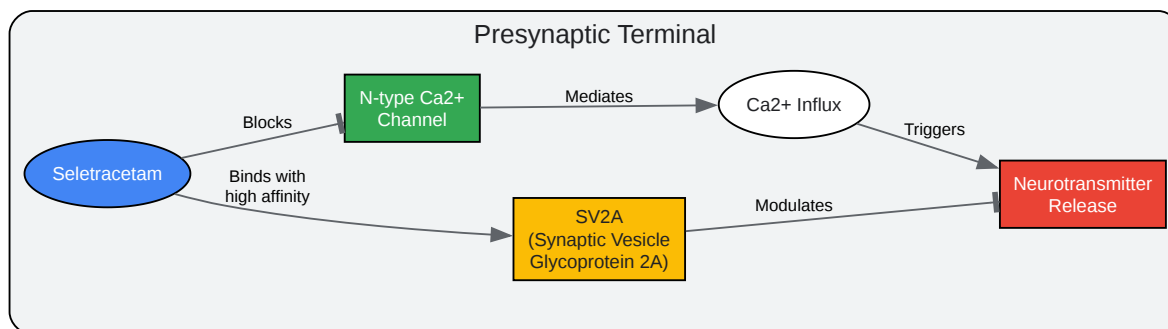 Presynaptic Terminal
N-type Ca2+
Channel
Mediates
Ca2+ Influx
Blocks
Triggers
Seletracetam
Binds with
high affinity
SV2A
(Synaptic Vesicle
Glycoprotein 2A)
Modulates
Neurotransmitter
Release